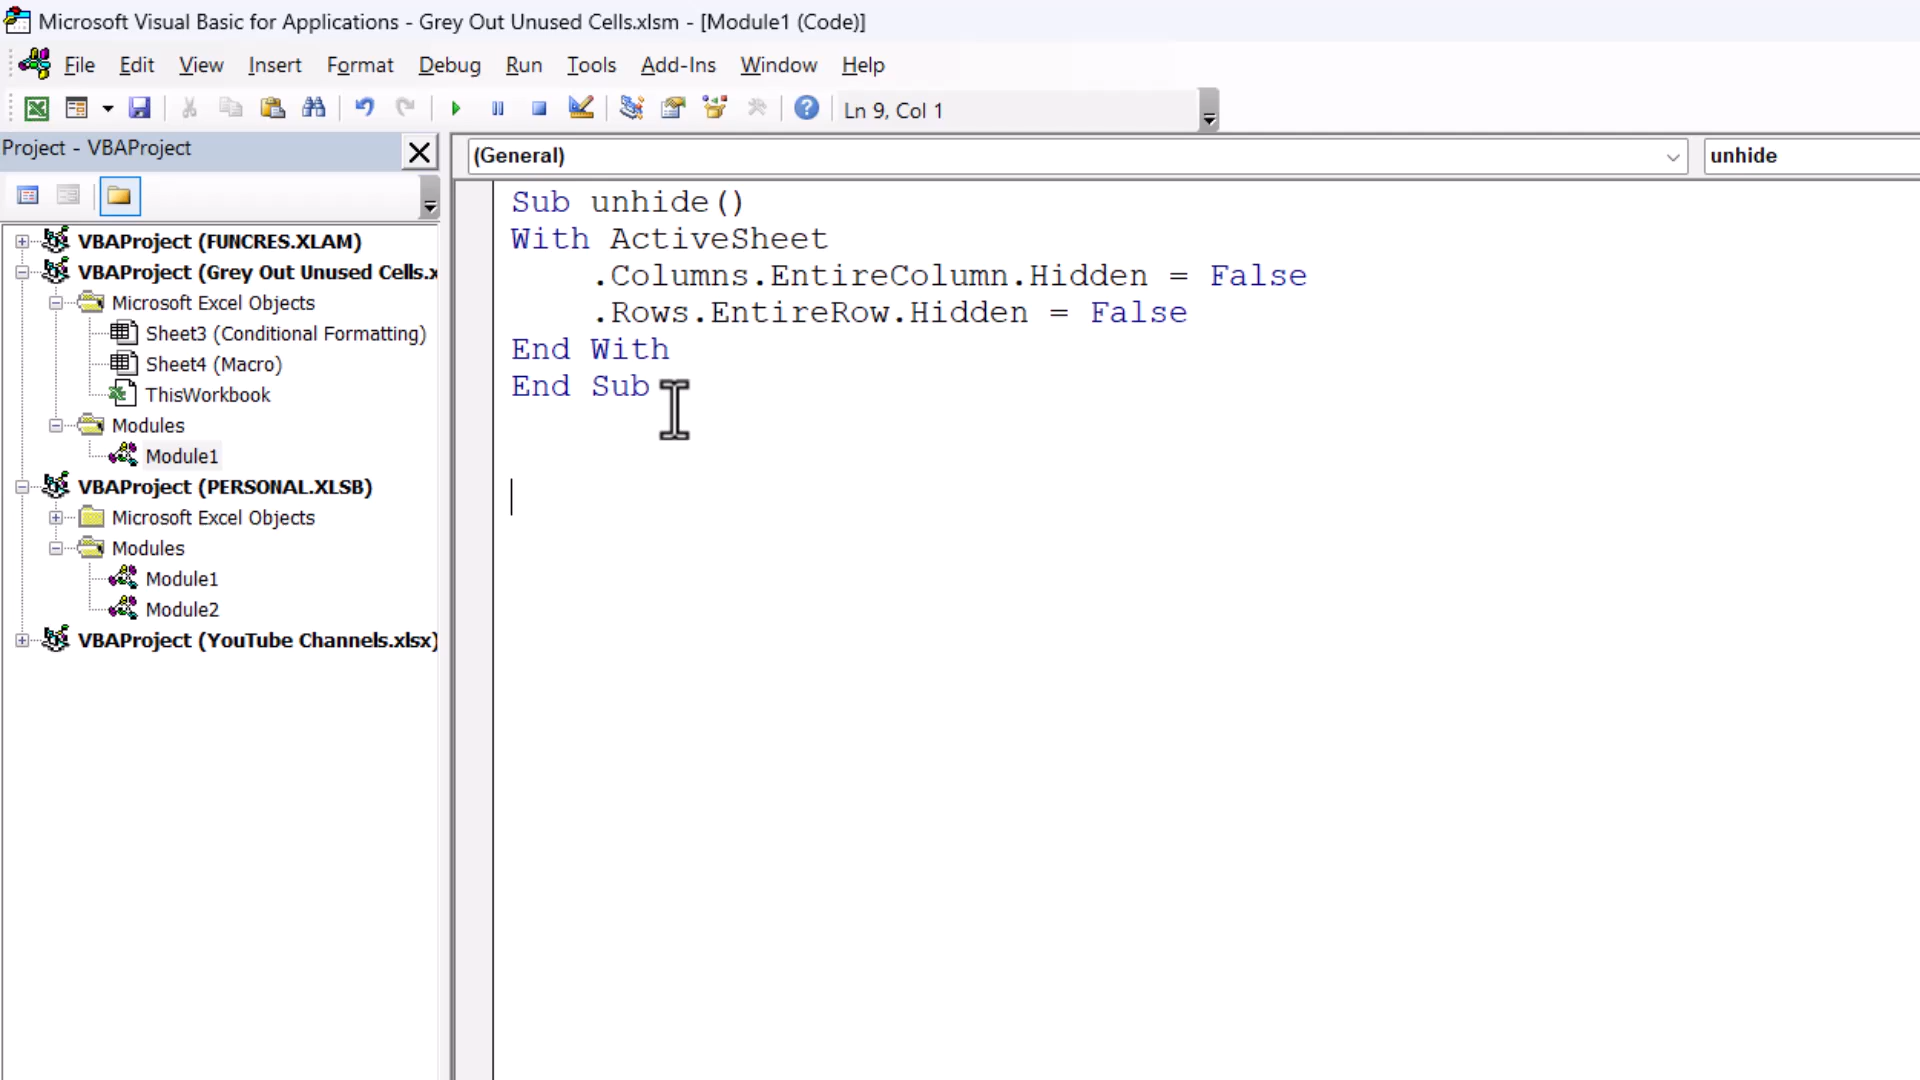 Microsoft Visual Basic for Applications - Grey Out Unused Cells.xlsm - [Module1 (Code)]
File Edit View Insert Format Debug Run Tools Add-Ins Window Help
Ln 9, Col 1
Project - VBAProject
(General)
unhide
VBAProject (FUNCRES.XLAM)
VBAProject (Grey Out Unused Cells.x
Microsoft Excel Objects
Sheet3 (Conditional Formatting)
Sheet4 (Macro)
ThisWorkbook
Modules
Module1
VBAProject (PERSONAL.XLSB)
Microsoft Excel Objects
Modules
Module1
Module2
VBAProject (YouTube Channels.xlsx)
Sub unhide()
With ActiveSheet
    .Columns.EntireColumn.Hidden = False
    .Rows.EntireRow.Hidden = False
End With
End Sub